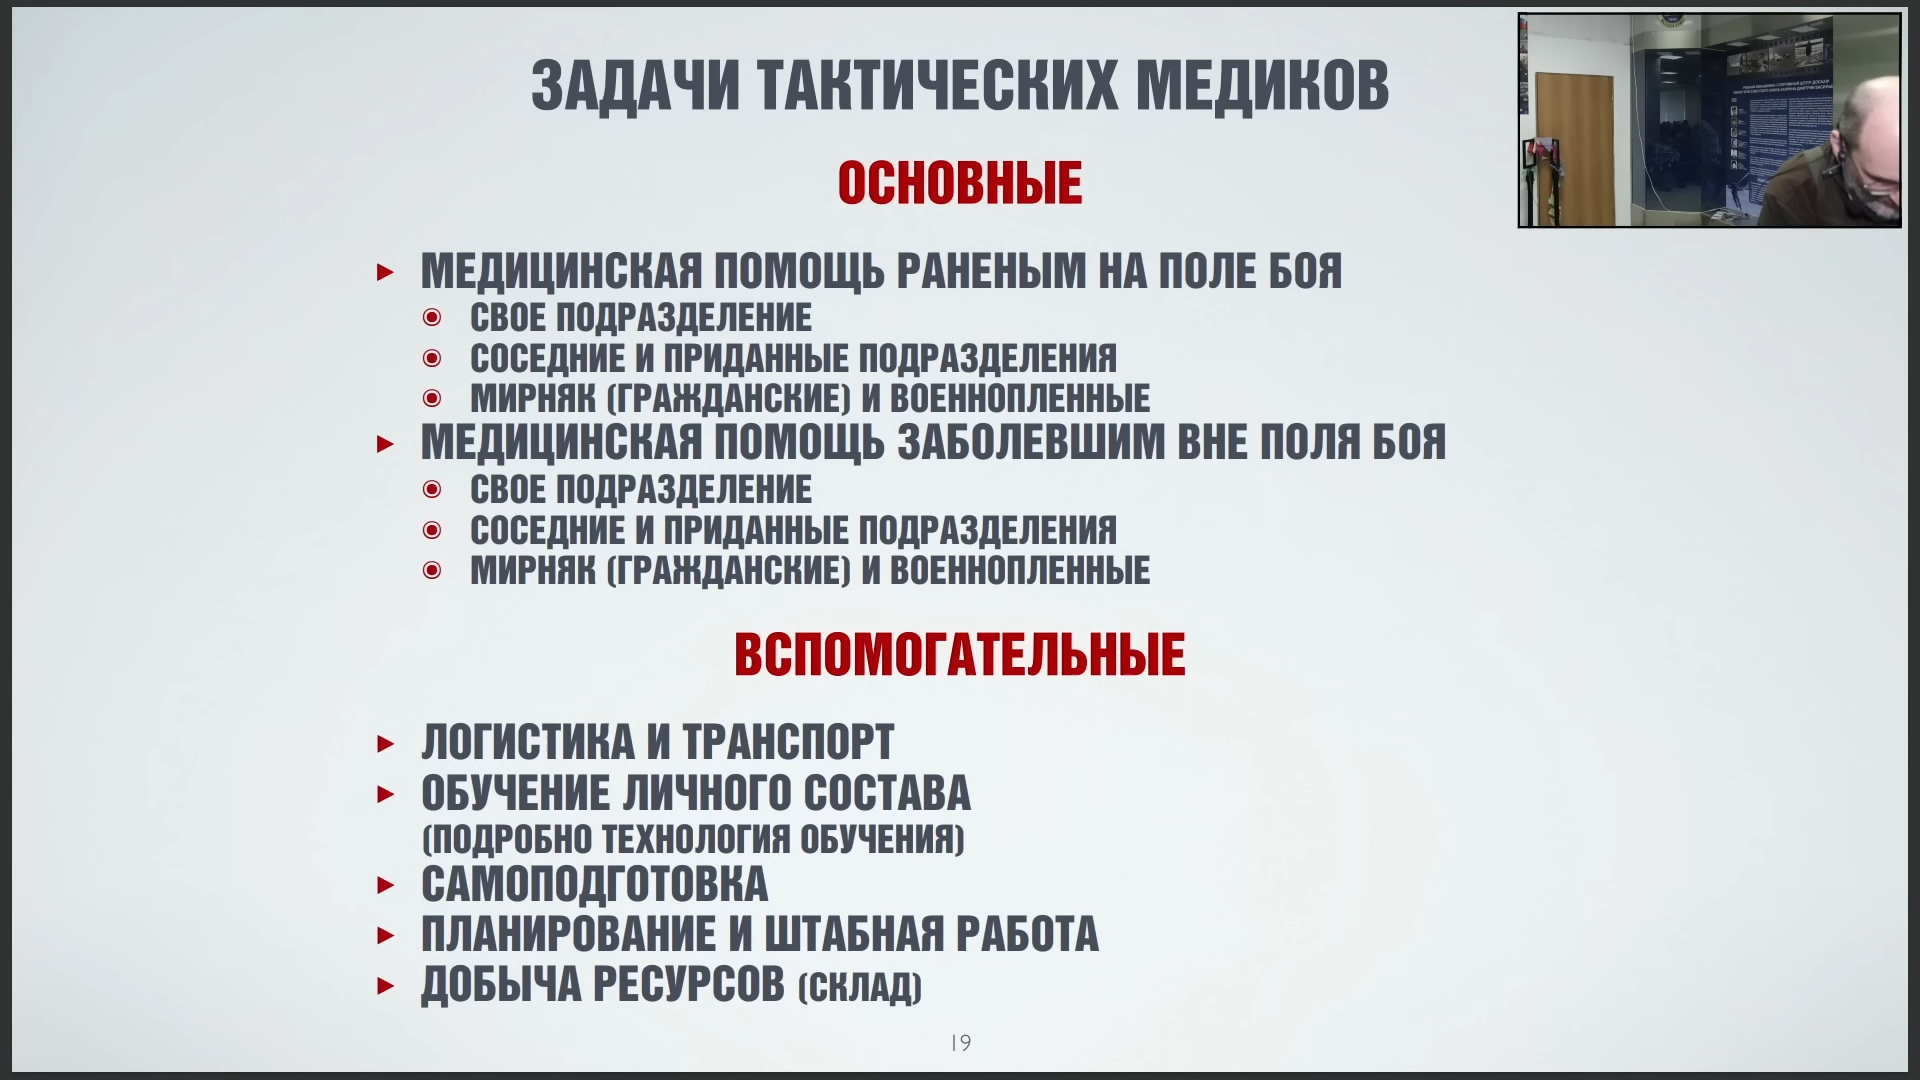 ЗАДАЧИ ТАКТИЧЕСКИХ МЕДИКОВ
ОСНОВНЫЕ
МЕДИЦИНСКАЯ ПОМОЩЬ РАНЕНЫМ НА ПОЛЕ БОЯ
СВОЕ ПОДРАЗДЕЛЕНИЕ
СОСЕДНИЕ И ПРИДАННЫЕ ПОДРАЗДЕЛЕНИЯ
МИРНЯК (ГРАЖДАНСКИЕ) И ВОЕННОПЛЕННЫЕ
МЕДИЦИНСКАЯ ПОМОЩЬ ЗАБОЛЕВШИМ ВНЕ ПОЛЯ БОЯ
СВОЕ ПОДРАЗДЕЛЕНИЕ
СОСЕДНИЕ И ПРИДАННЫЕ ПОДРАЗДЕЛЕНИЯ
МИРНЯК (ГРАЖДАНСКИЕ) И ВОЕННОПЛЕННЫЕ
ВСПОМОГАТЕЛЬНЫЕ
ЛОГИСТИКА И ТРАНСПОРТ
ОБУЧЕНИЕ ЛИЧНОГО СОСТАВА
(ПОДРОБНО ТЕХНОЛОГИЯ ОБУЧЕНИЯ)
САМОПОДГОТОВКА
ПЛАНИРОВАНИЕ И ШТАБНАЯ РАБОТА
ДОБЫЧА РЕСУРСОВ (СКЛАД)
19